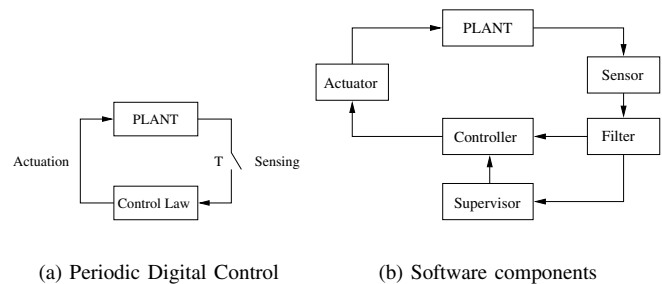 PLANT
Actuation
T
Sensing
Control Law
(a) Periodic Digital Control
PLANT
Actuator
Sensor
Controller
Filter
Supervisor
(b) Software components